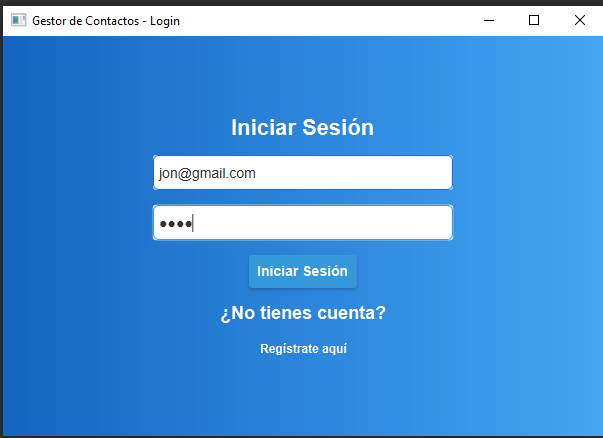 Gestor de Contactos - Login
Iniciar Sesión
jon@gmail.com
●●●●
Iniciar Sesión
¿No tienes cuenta?
Regístrate aquí